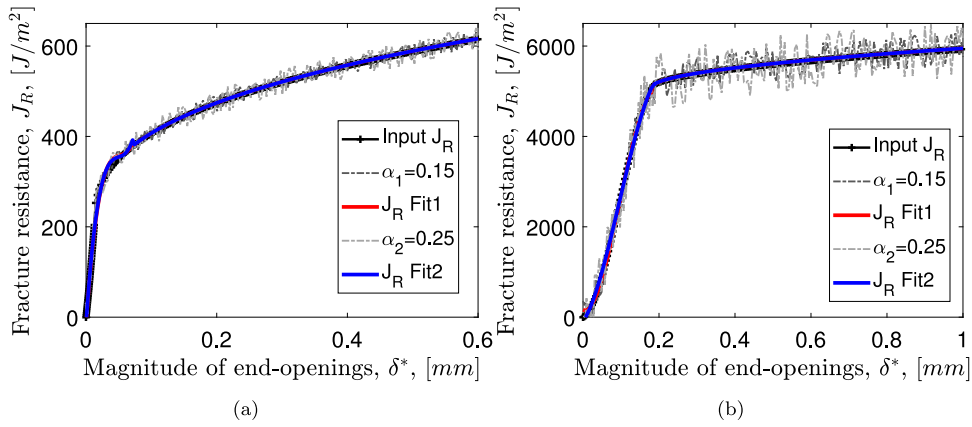 Fracture resistance, J_R, [J/m²]
600
400
200
0
0 0.2 0.4 0.6
Magnitude of end-openings, δ*, [mm]
Input J_R
α_1=0.15
J_R Fit1
α_2=0.25
J_R Fit2
(a)
Fracture resistance, J_R, [J/m²]
6000
4000
2000
0
0 0.2 0.4 0.6 0.8 1
Magnitude of end-openings, δ*, [mm]
Input J_R
α_1=0.15
J_R Fit1
α_2=0.25
J_R Fit2
(b)